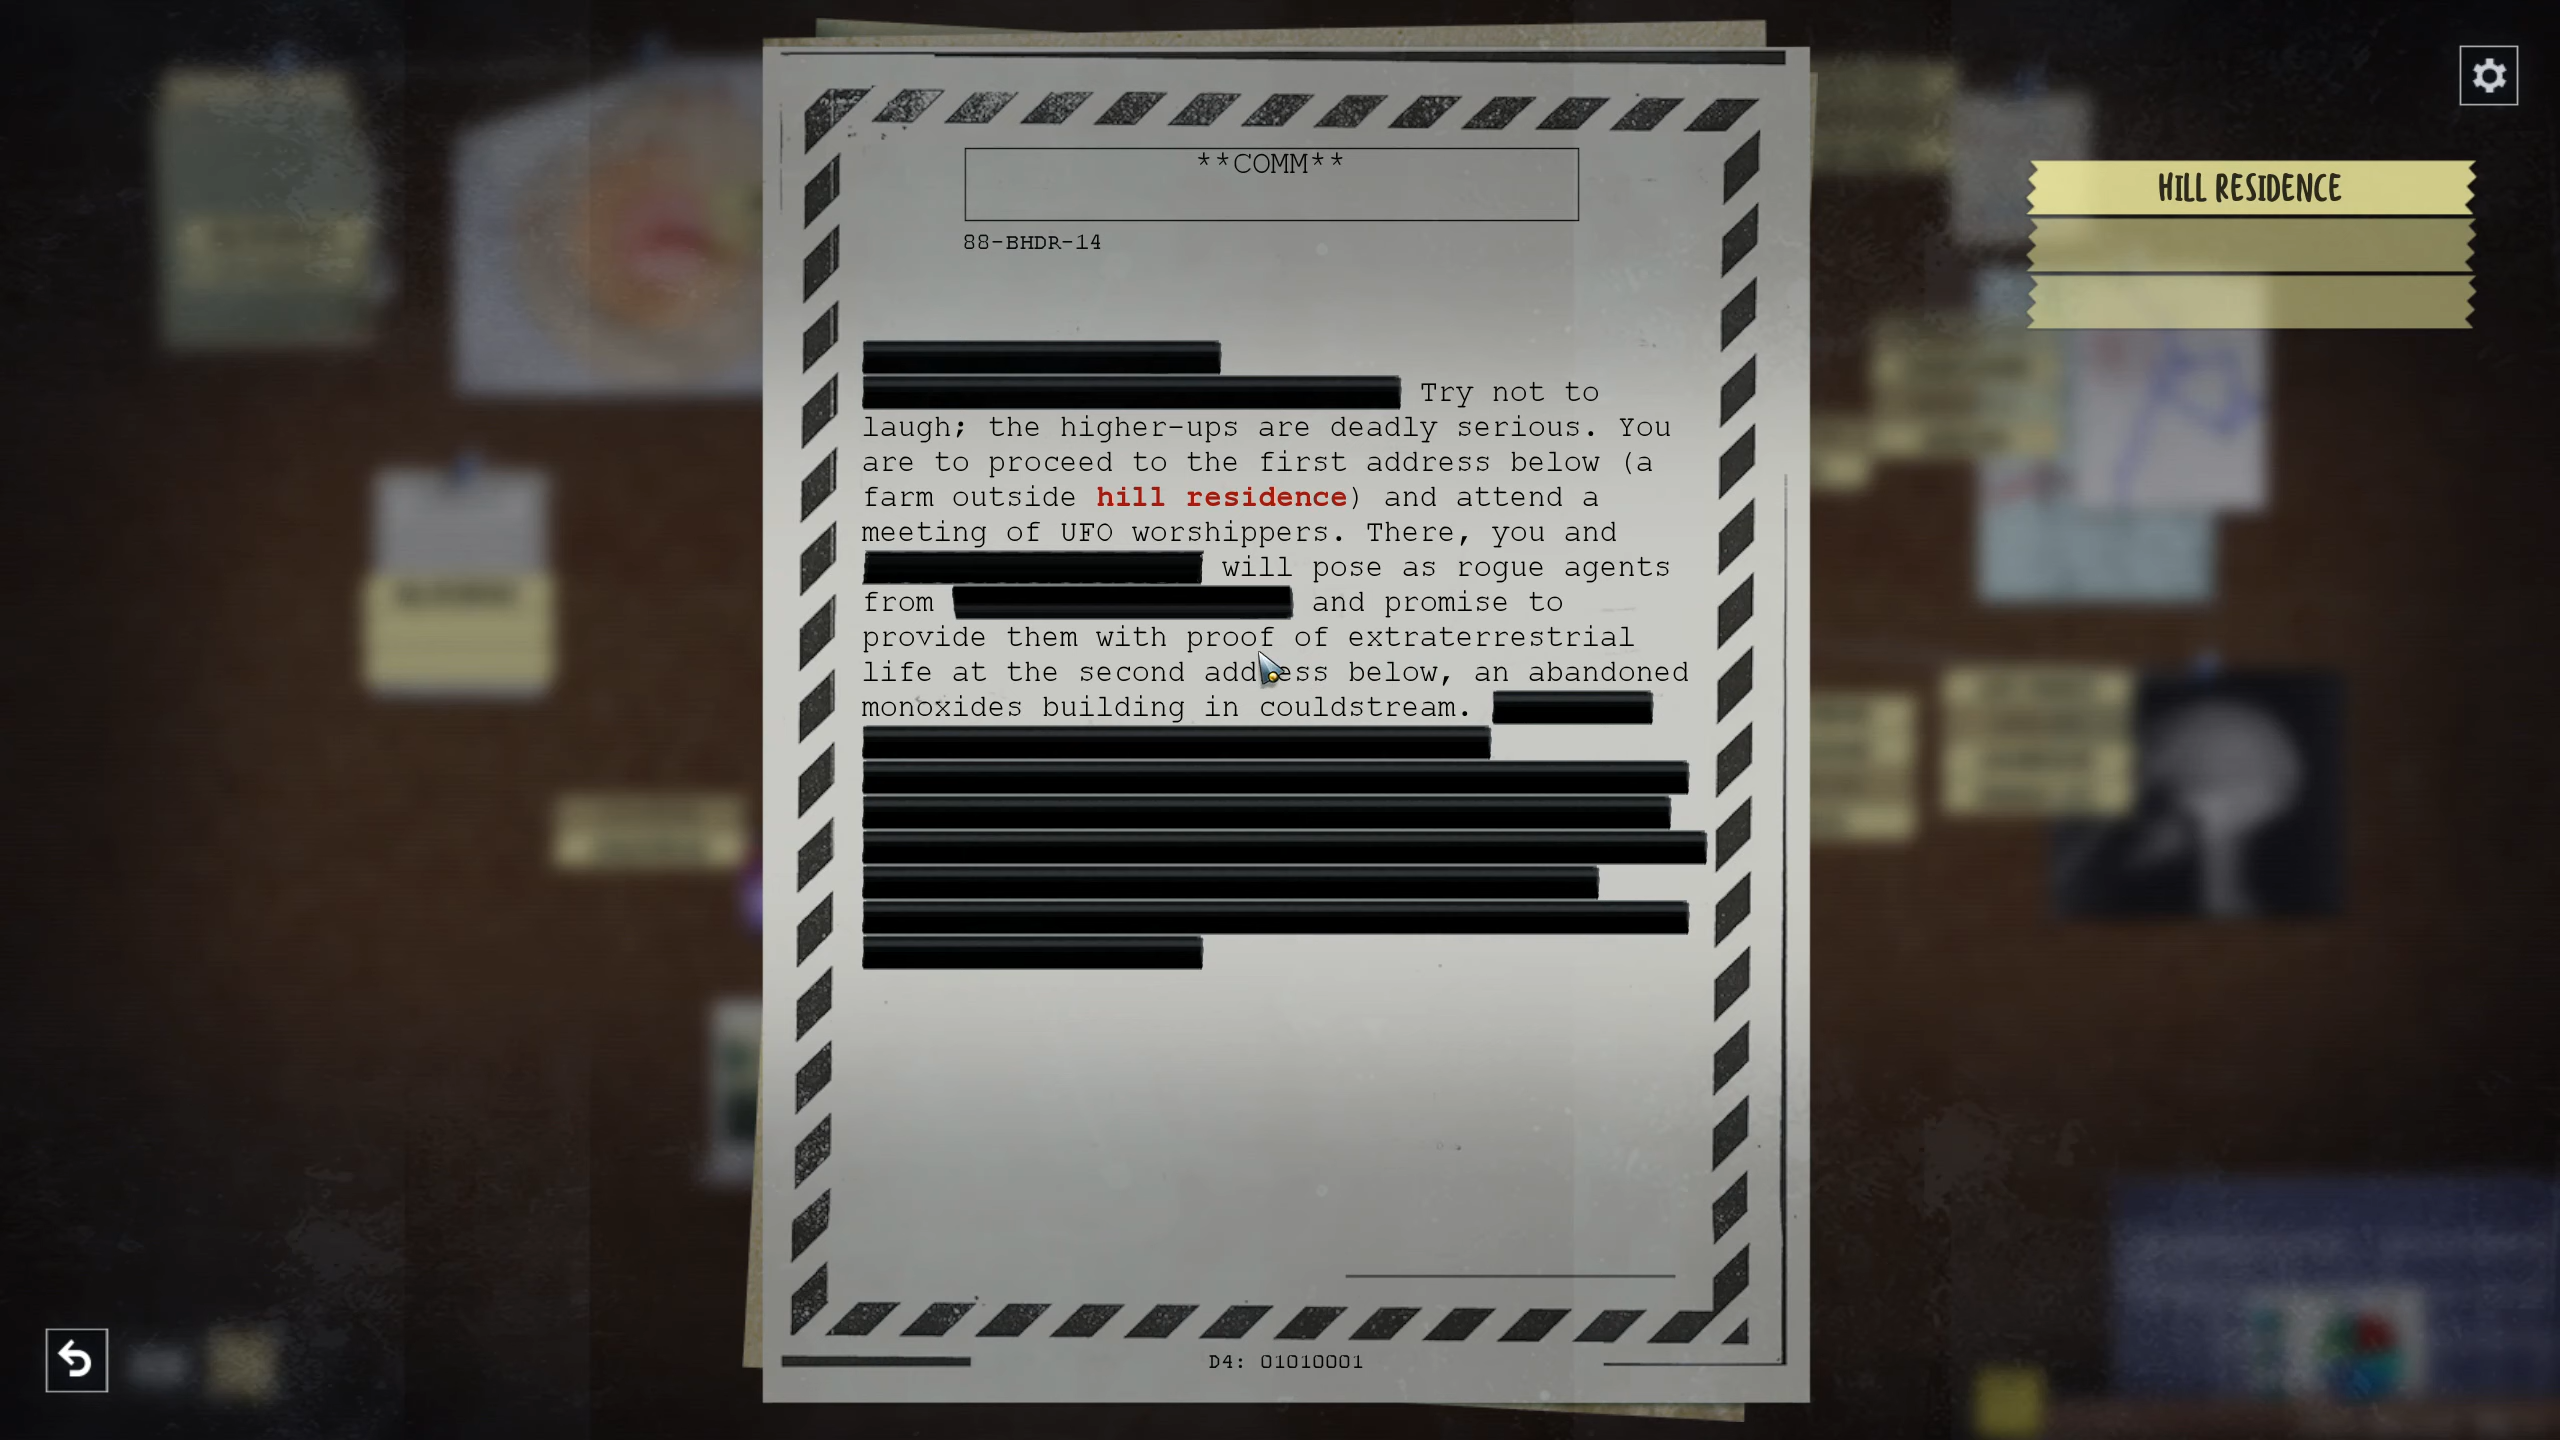 **COMM**
HILL RESIDENCE
88-BHDR-14
Try not to
laugh; the higher-ups are deadly serious. You
are to proceed to the first address below (a
farm outside hill residence) and attend a
meeting of UFO worshippers. There, you and
will pose as rogue agents
from and promise to
provide them with proof of extraterrestrial
life at the second address below, an abandoned
monoxides building in couldstream.
D4: 01010001